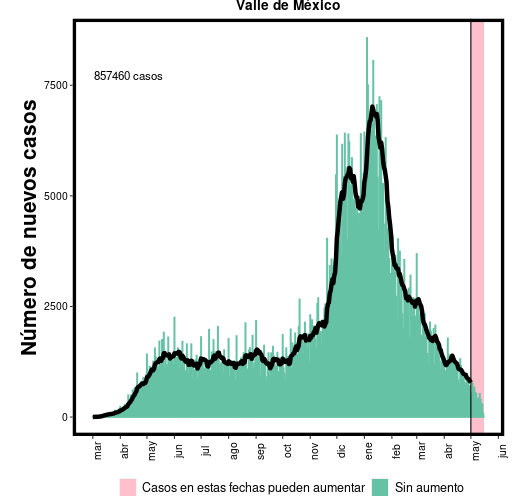 Valle de México
857460 casos
Número de nuevos casos
7500
5000
2500
0
mar abr may jun jul ago sep oct nov dic ene feb mar abr may jun
Casos en estas fechas pueden aumentar Sin aumento